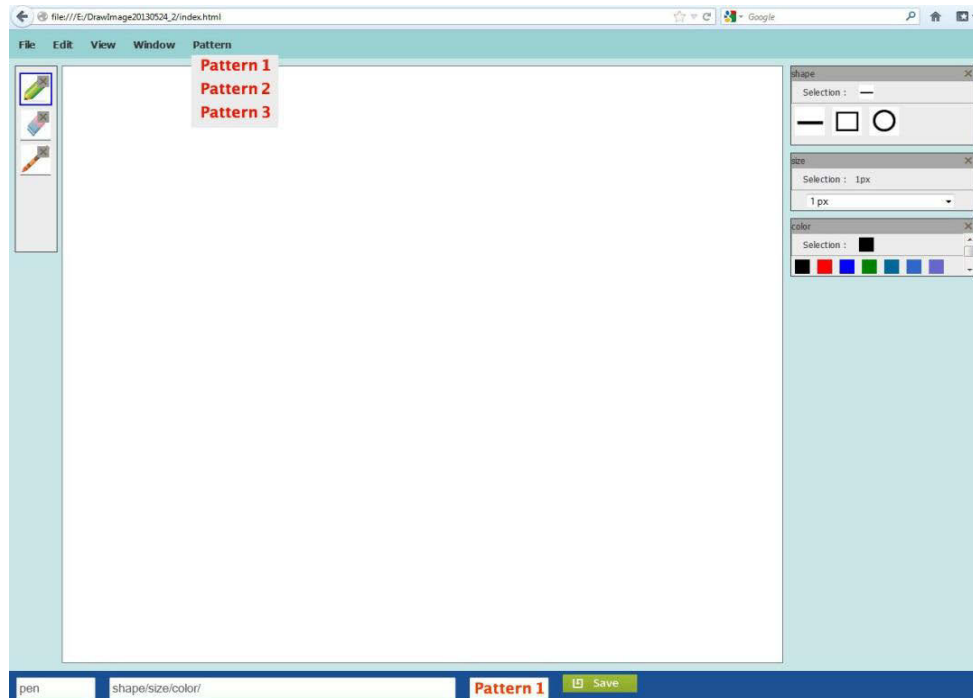 file:///E:/DrawImage20130524_2/index.html
Google
File Edit View Window Pattern
Pattern 1
Pattern 2
Pattern 3
shape
Selection :
size
Selection : 1px
1 px
color
Selection :
pen
shape/size/color/
Pattern 1
Save